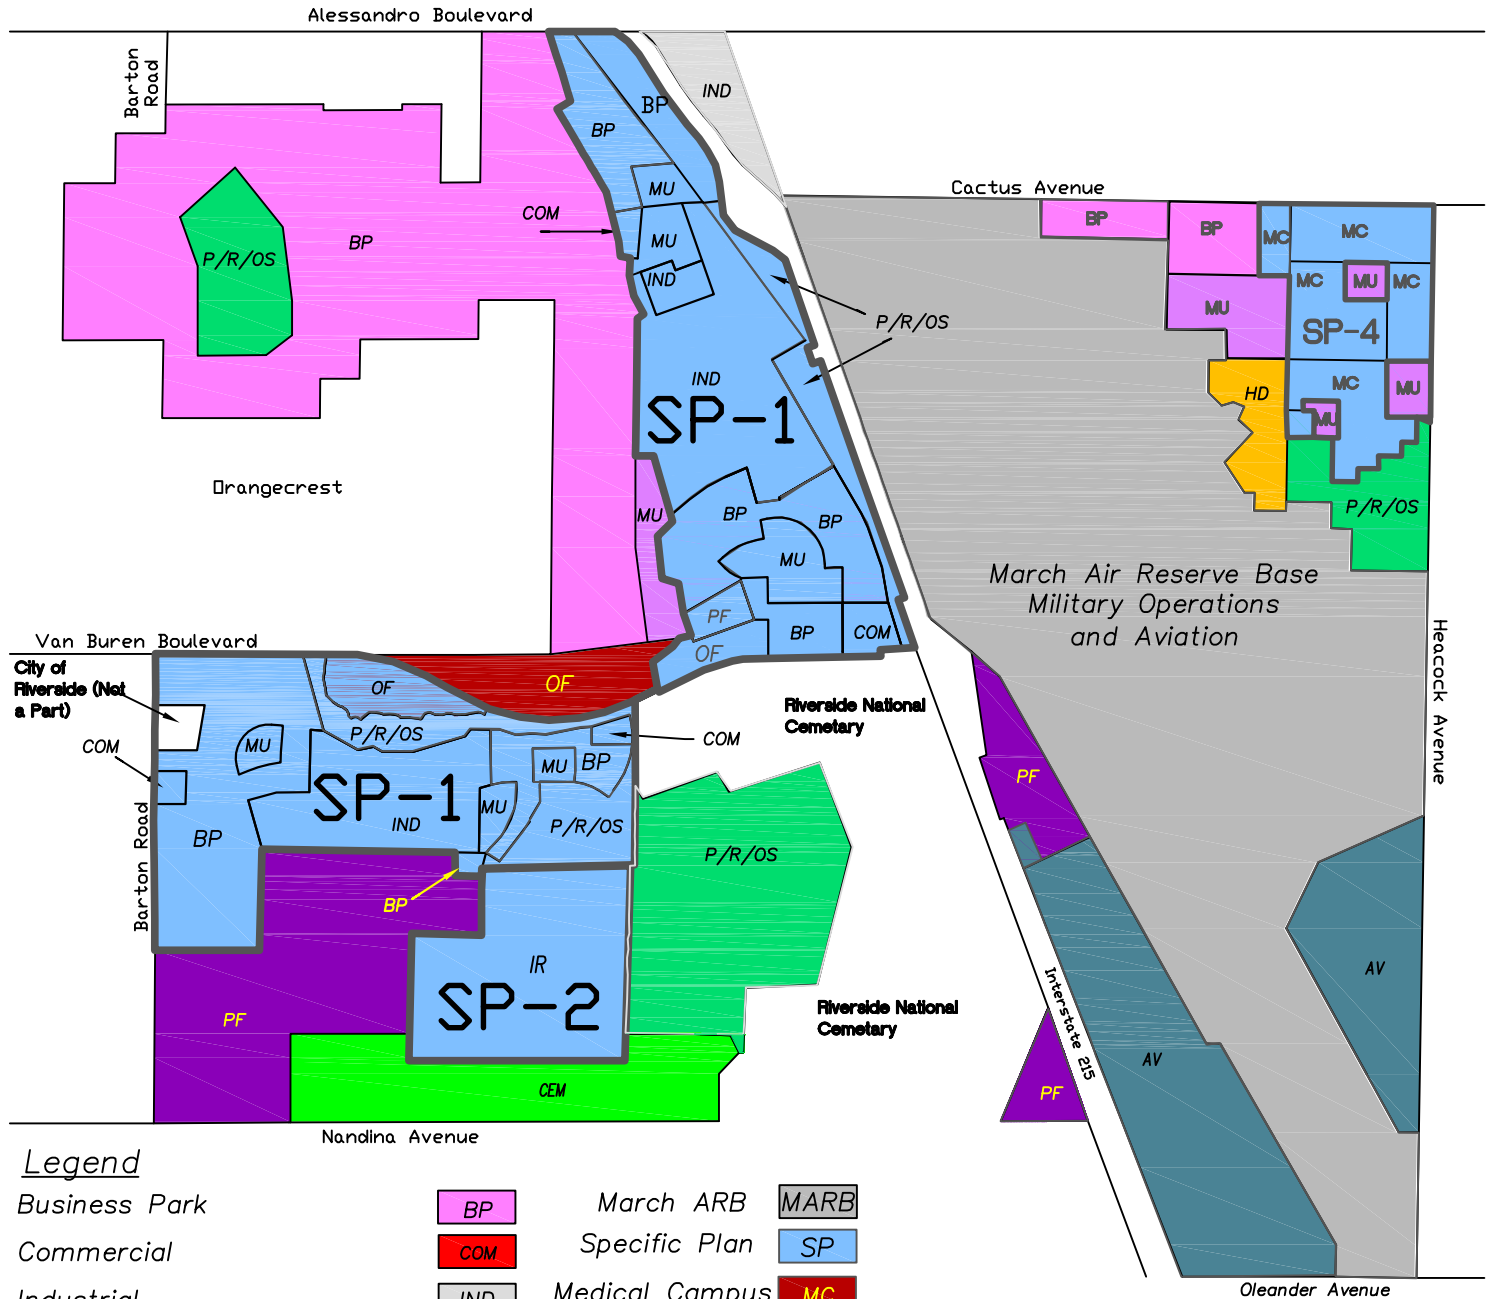 Alessandro Boulevard
Barton
Road
IND
BP
BP
MU
Cactus Avenue
COM
BP
P/R/OS
MU
IND
P/R/OS
BP
BP
MC
MC
MC
MU
MC
MU
SP-4
IND
SP-1
HD
MC
MU
MU
Orangecrest
MU
BP
BP
MU
P/R/OS
PF
BP
COM
OF
March Air Reserve Base
Military Operations
and Aviation
Heacock Avenue
Van Buren Boulevard
City of
Riverside (Not
a Part)
OF
OF
Riverside National
Cemetary
COM
MU
P/R/OS
COM
MU
BP
SP-1
IND
MU
P/R/OS
BP
Barton Road
P/R/OS
PF
BP
IR
SP-2
PF
Riverside National
Cemetary
Interstate 215
AV
AV
PF
CEM
Nandina Avenue
Oleander Avenue
Legend
Business Park BP
March ARB MARB
Commercial COM
Specific Plan SP
Industrial IND
Medical Campus MC